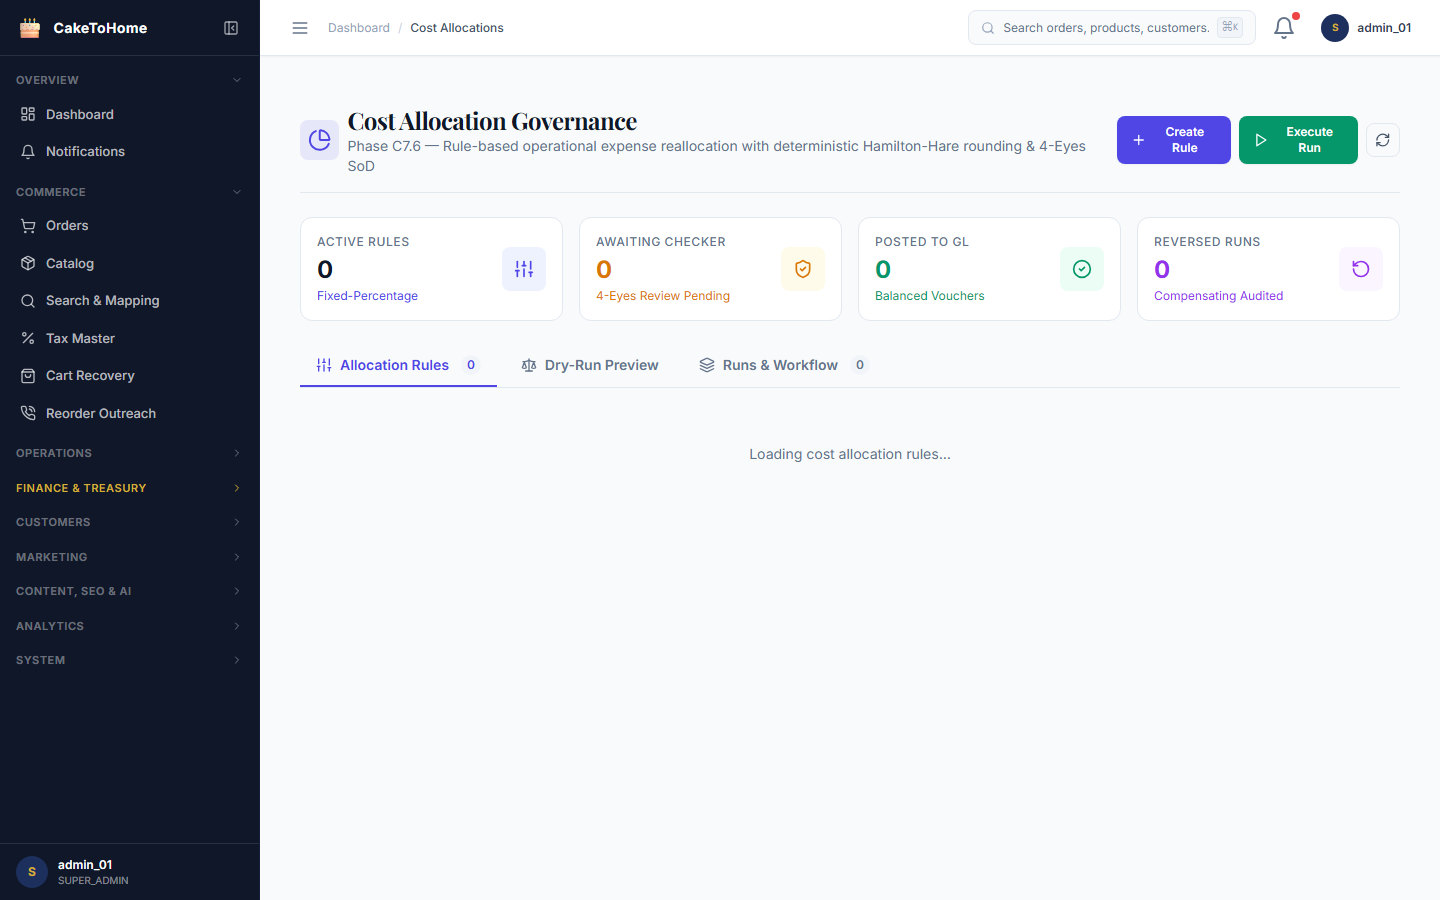 CakeToHome
OVERVIEW
Dashboard
Notifications
COMMERCE
Orders
Catalog
Search & Mapping
Tax Master
Cart Recovery
Reorder Outreach
OPERATIONS
FINANCE & TREASURY
CUSTOMERS
MARKETING
CONTENT, SEO & AI
ANALYTICS
SYSTEM
S
admin_01
SUPER_ADMIN
Dashboard / Cost Allocations
Search orders, products, customers.
⌘K
S
admin_01
Cost Allocation Governance
Phase C7.6 — Rule-based operational expense reallocation with deterministic Hamilton-Hare rounding & 4-Eyes
SoD
Create
Rule
Execute
Run
ACTIVE RULES
0
Fixed-Percentage
AWAITING CHECKER
0
4-Eyes Review Pending
POSTED TO GL
0
Balanced Vouchers
REVERSED RUNS
0
Compensating Audited
Allocation Rules 0
Dry-Run Preview
Runs & Workflow 0
Loading cost allocation rules...